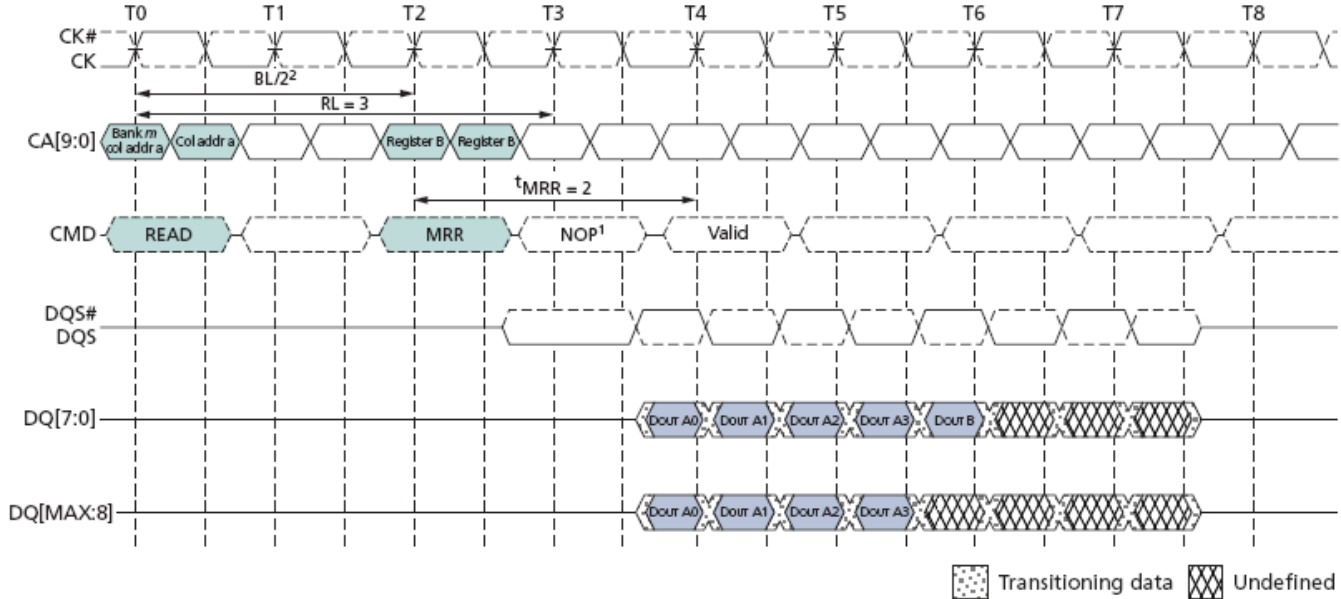 T0 T1 T2 T3 T4 T5 T6 T7 T8
CK#
CK
BL/2²
RL = 3
CA[9:0] Bank m col addr a Col addr a Register B Register B
tMRR = 2
CMD READ MRR NOP¹ Valid
DQS#
DQS
DQ[7:0] DOUT A0 DOUT A1 DOUT A2 DOUT A3 DOUT B
DQ[MAX:8] DOUT A0 DOUT A1 DOUT A2 DOUT A3
Transitioning data Undefined